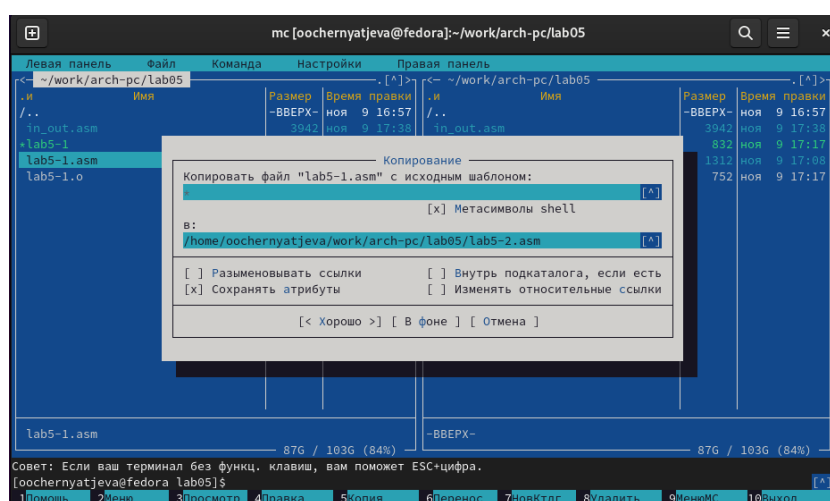 mc [oochernyatjeva@fedora]:~/work/arch-pc/lab05
Левая панель Файл Команда Настройки Правая панель
<— ~/work/arch-pc/lab05 .[^]> <— ~/work/arch-pc/lab05 .[^]>
.и Имя Размер Время правки .и Имя Размер Время правки
/.. -ВВЕРХ- ноя 9 16:57 /.. -ВВЕРХ- ноя 9 16:57
in_out.asm 3942 ноя 9 17:38 in_out.asm 3942 ноя 9 17:38
*lab5-1 832 ноя 9 17:17
lab5-1.asm 1312 ноя 9 17:08
lab5-1.o 752 ноя 9 17:17
Копирование
Копировать файл "lab5-1.asm" с исходным шаблоном:
* [^]
[x] Метасимволы shell
в:
/home/oochernyatjeva/work/arch-pc/lab05/lab5-2.asm [^]
[ ] Разыменовывать ссылки [ ] Внутрь подкаталога, если есть
[x] Сохранять атрибуты [ ] Изменять относительные ссылки
[< Хорошо >] [ В фоне ] [ Отмена ]
lab5-1.asm -ВВЕРХ-
87G / 103G (84%) 87G / 103G (84%)
Совет: Если ваш терминал без функц. клавиш, вам поможет ESC+цифра.
[oochernyatjeva@fedora lab05]$ [^]
1Помощь 2Меню 3Просмотр 4Правка 5Копия 6Перенос 7НовКтлг 8Удалить 9МенюMC 10Выход